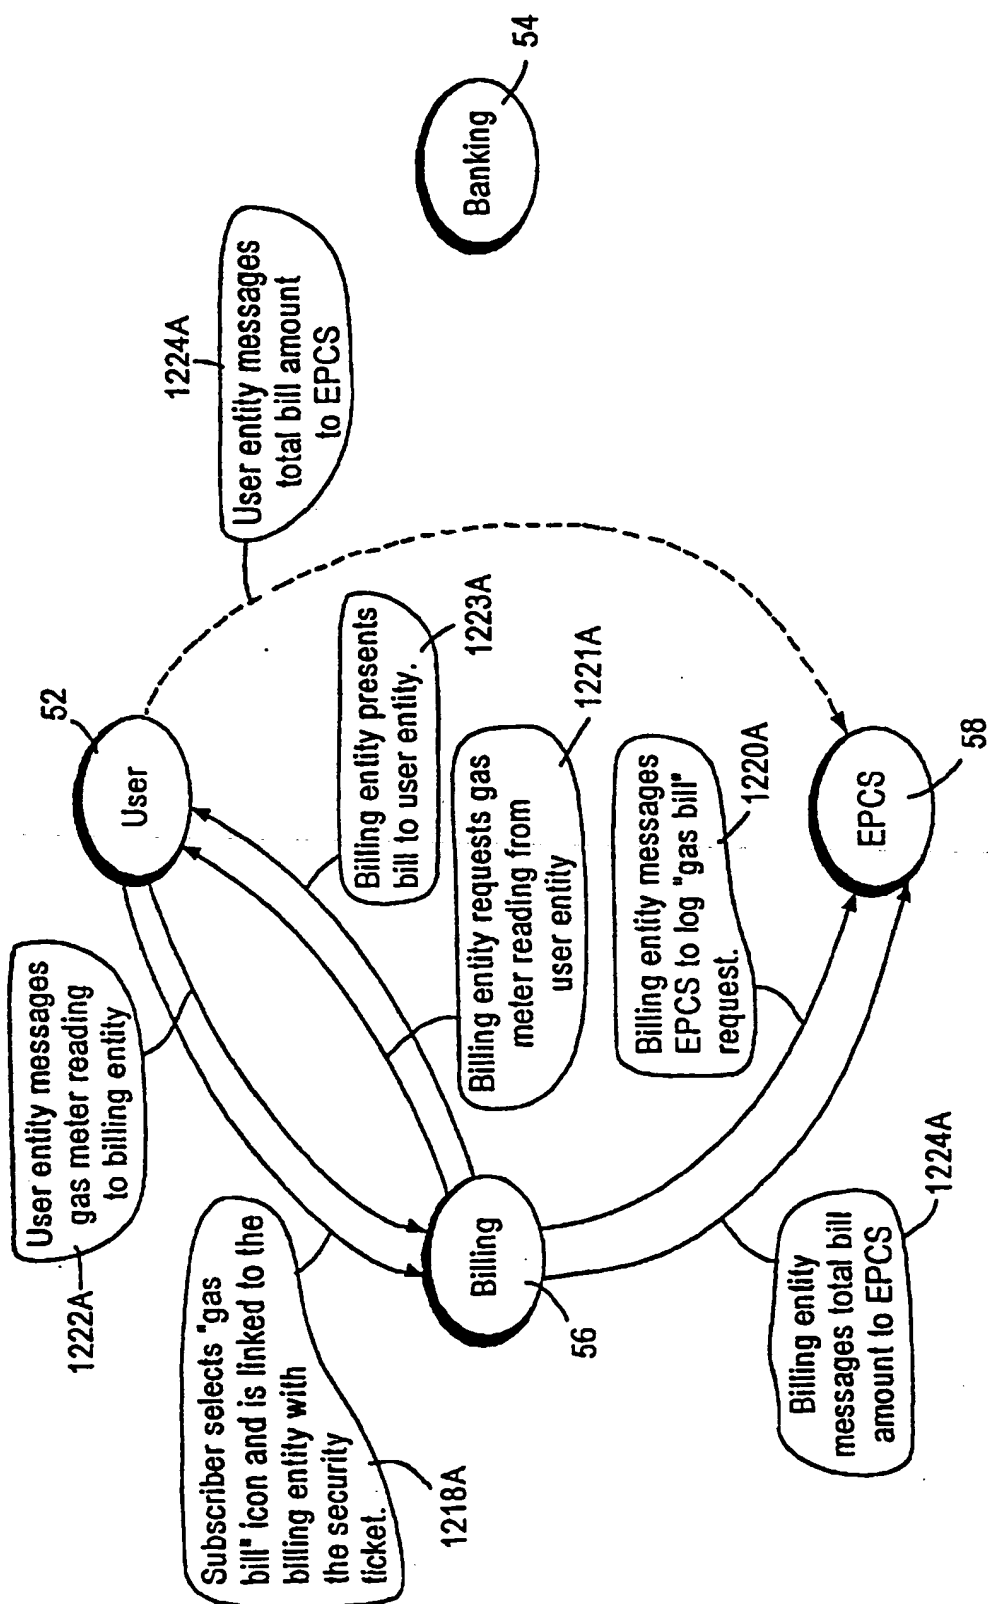 1222A
User entity messages
gas meter reading
to billing entity
52
User
1224A
User entity messages
total bill amount
to EPCS
Subscriber selects "gas
bill" icon and is linked to the
billing entity with
the security
ticket.
1218A
Billing entity presents
bill to user entity.
1223A
Banking
54
Billing
56
Billing entity requests gas
meter reading from
user entity
1221A
Billing entity messages
EPCS to log "gas bill"
request.
1220A
Billing entity
messages total bill
amount to EPCS
1224A
EPCS
58